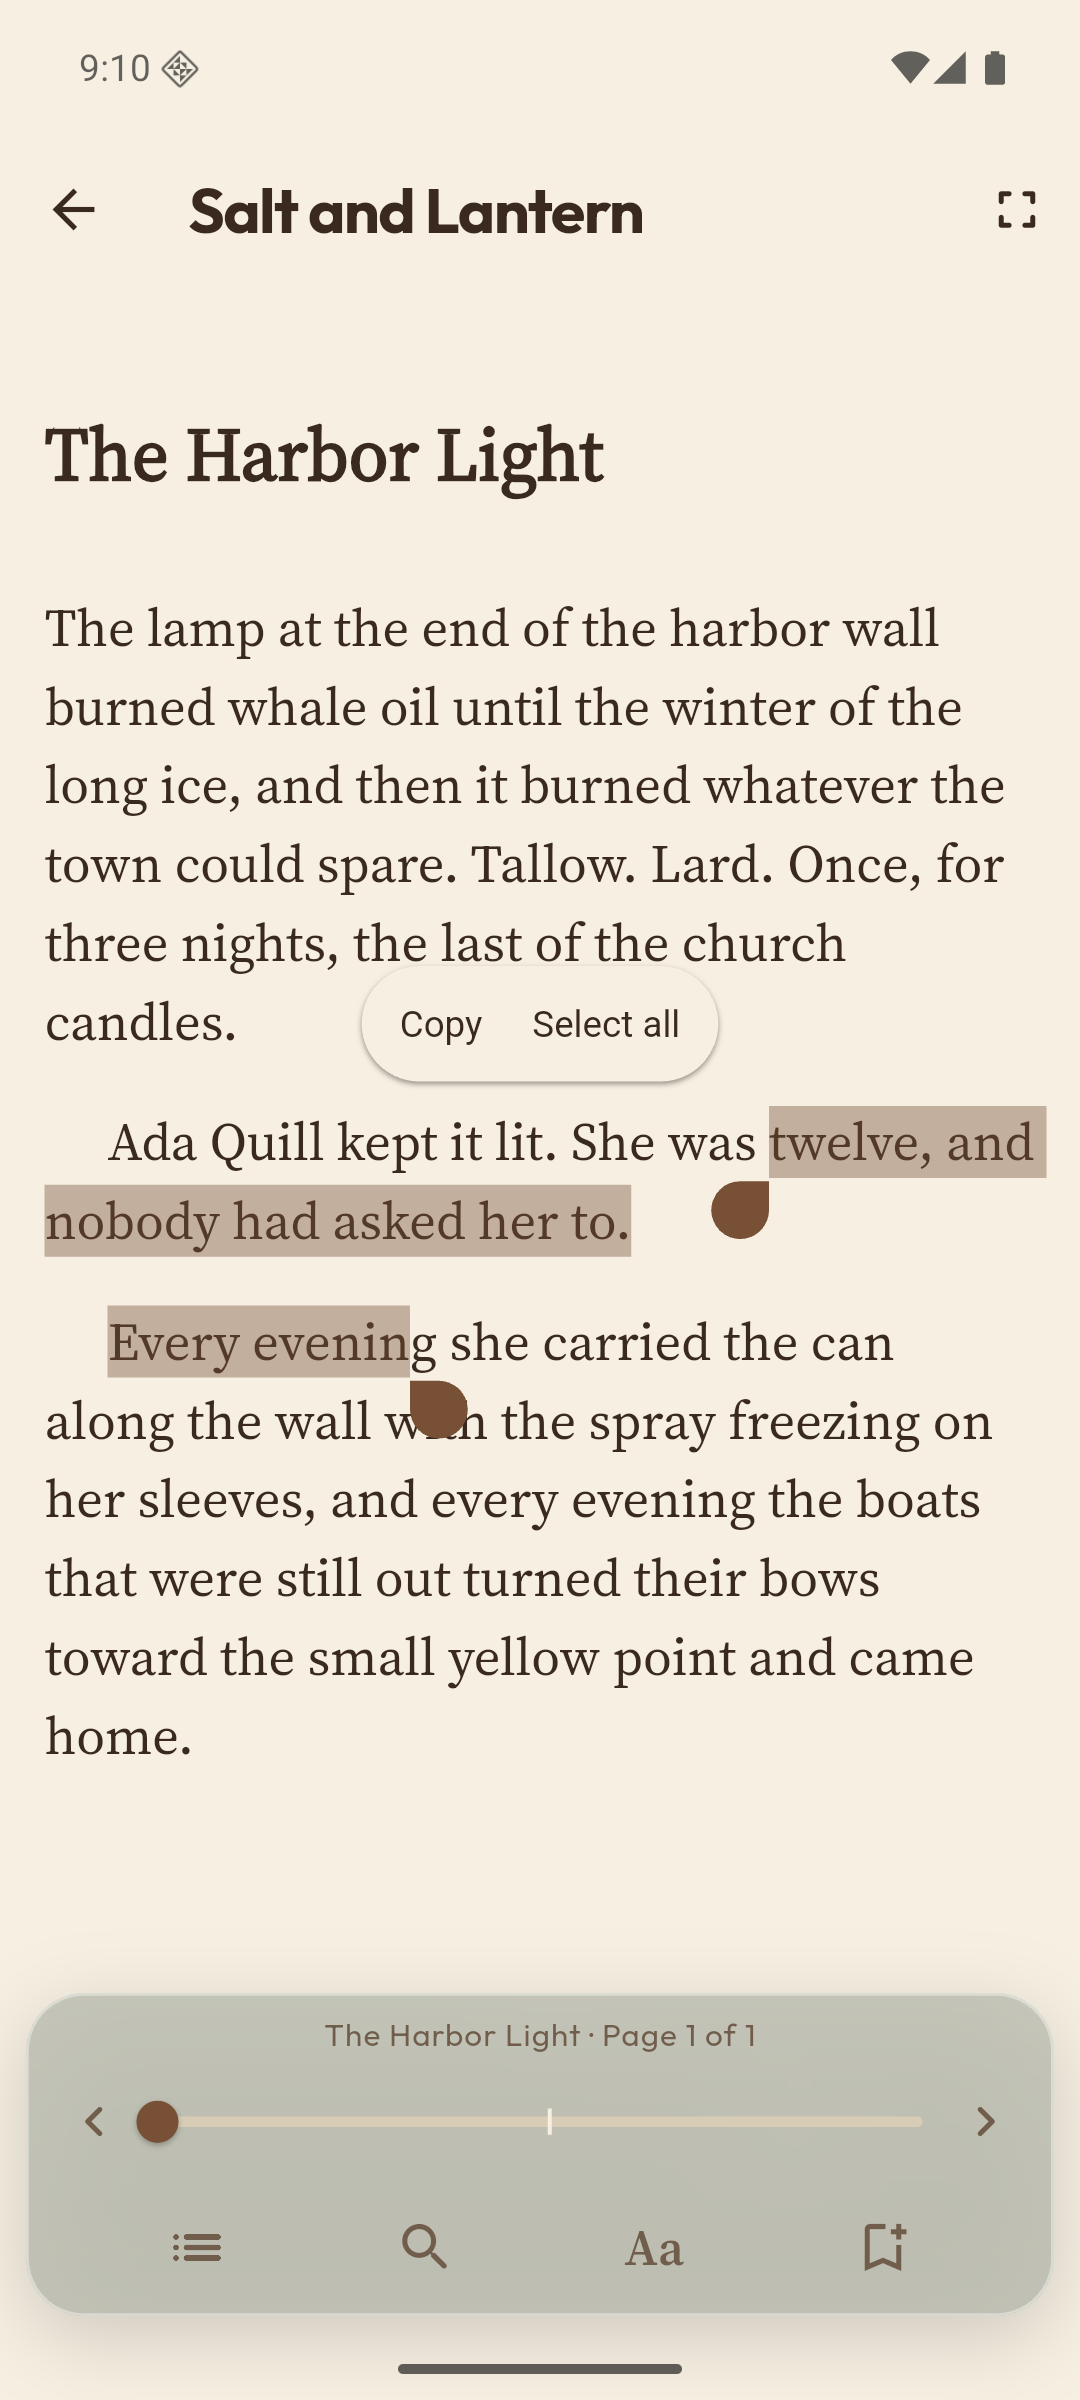 9:10
Salt and Lantern
The Harbor Light
The lamp at the end of the harbor wall
burned whale oil until the winter of the
long ice, and then it burned whatever the
town could spare. Tallow. Lard. Once, for
three nights, the last of the church
candles.
Copy Select all
Ada Quill kept it lit. She was twelve, and
nobody had asked her to.
Every evening she carried the can
along the wall with the spray freezing on
her sleeves, and every evening the boats
that were still out turned their bows
toward the small yellow point and came
home.
The Harbor Light · Page 1 of 1
Aa